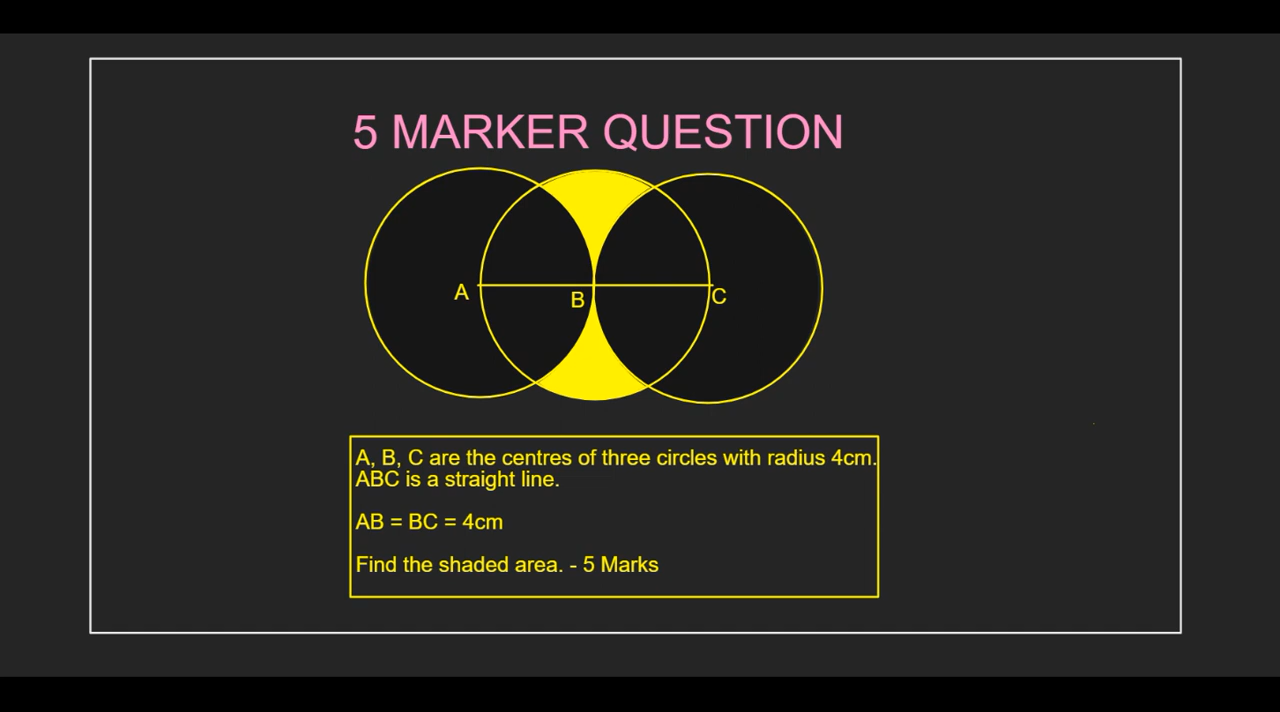 5 MARKER QUESTION
A
B
C
A, B, C are the centres of three circles with radius 4cm.
ABC is a straight line.
AB = BC = 4cm
Find the shaded area. - 5 Marks